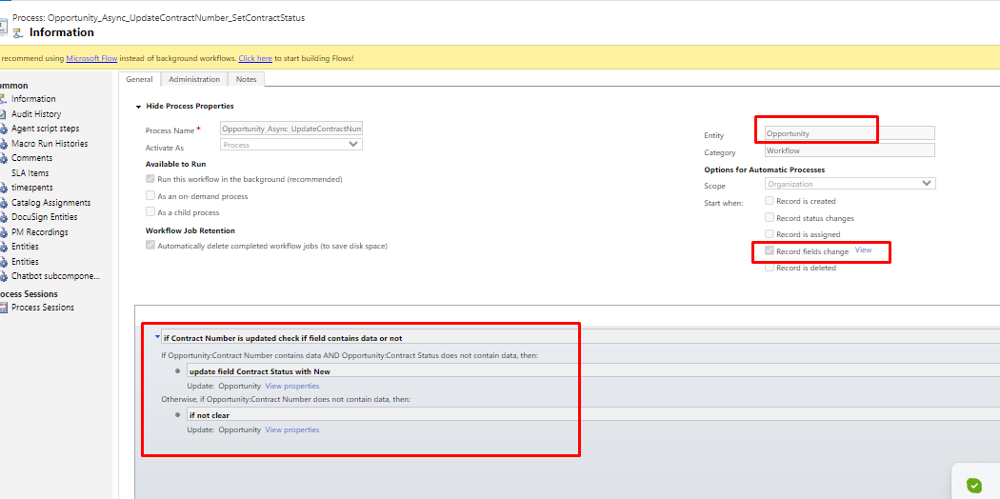 Process: Opportunity_Async_UpdateContractNumber_SetContractStatus
Information
recommend using Microsoft Flow instead of background workflows. Click here to start building Flows!
ommon
Information
Audit History
Agent script steps
Macro Run Histories
Comments
SLA Items
timespents
Catalog Assignments
DocuSign Entities
PM Recordings
Entities
Entities
Chatbot subcompone...
ocess Sessions
Process Sessions
General Administration Notes
Hide Process Properties
Process Name * Opportunity_Async_UpdateContractNum
Activate As Process
Available to Run
Run this workflow in the background (recommended)
As an on-demand process
As a child process
Workflow Job Retention
Automatically delete completed workflow jobs (to save disk space)
Entity Opportunity
Category Workflow
Options for Automatic Processes
Scope Organization
Start when: Record is created
Record status changes
Record is assigned
Record fields change View
Record is deleted
if Contract Number is updated check if field contains data or not
If Opportunity:Contract Number contains data AND Opportunity:Contract Status does not contain data, then:
update field Contract Status with New
Update: Opportunity View properties
Otherwise, if Opportunity:Contract Number does not contain data, then:
if not clear
Update: Opportunity View properties